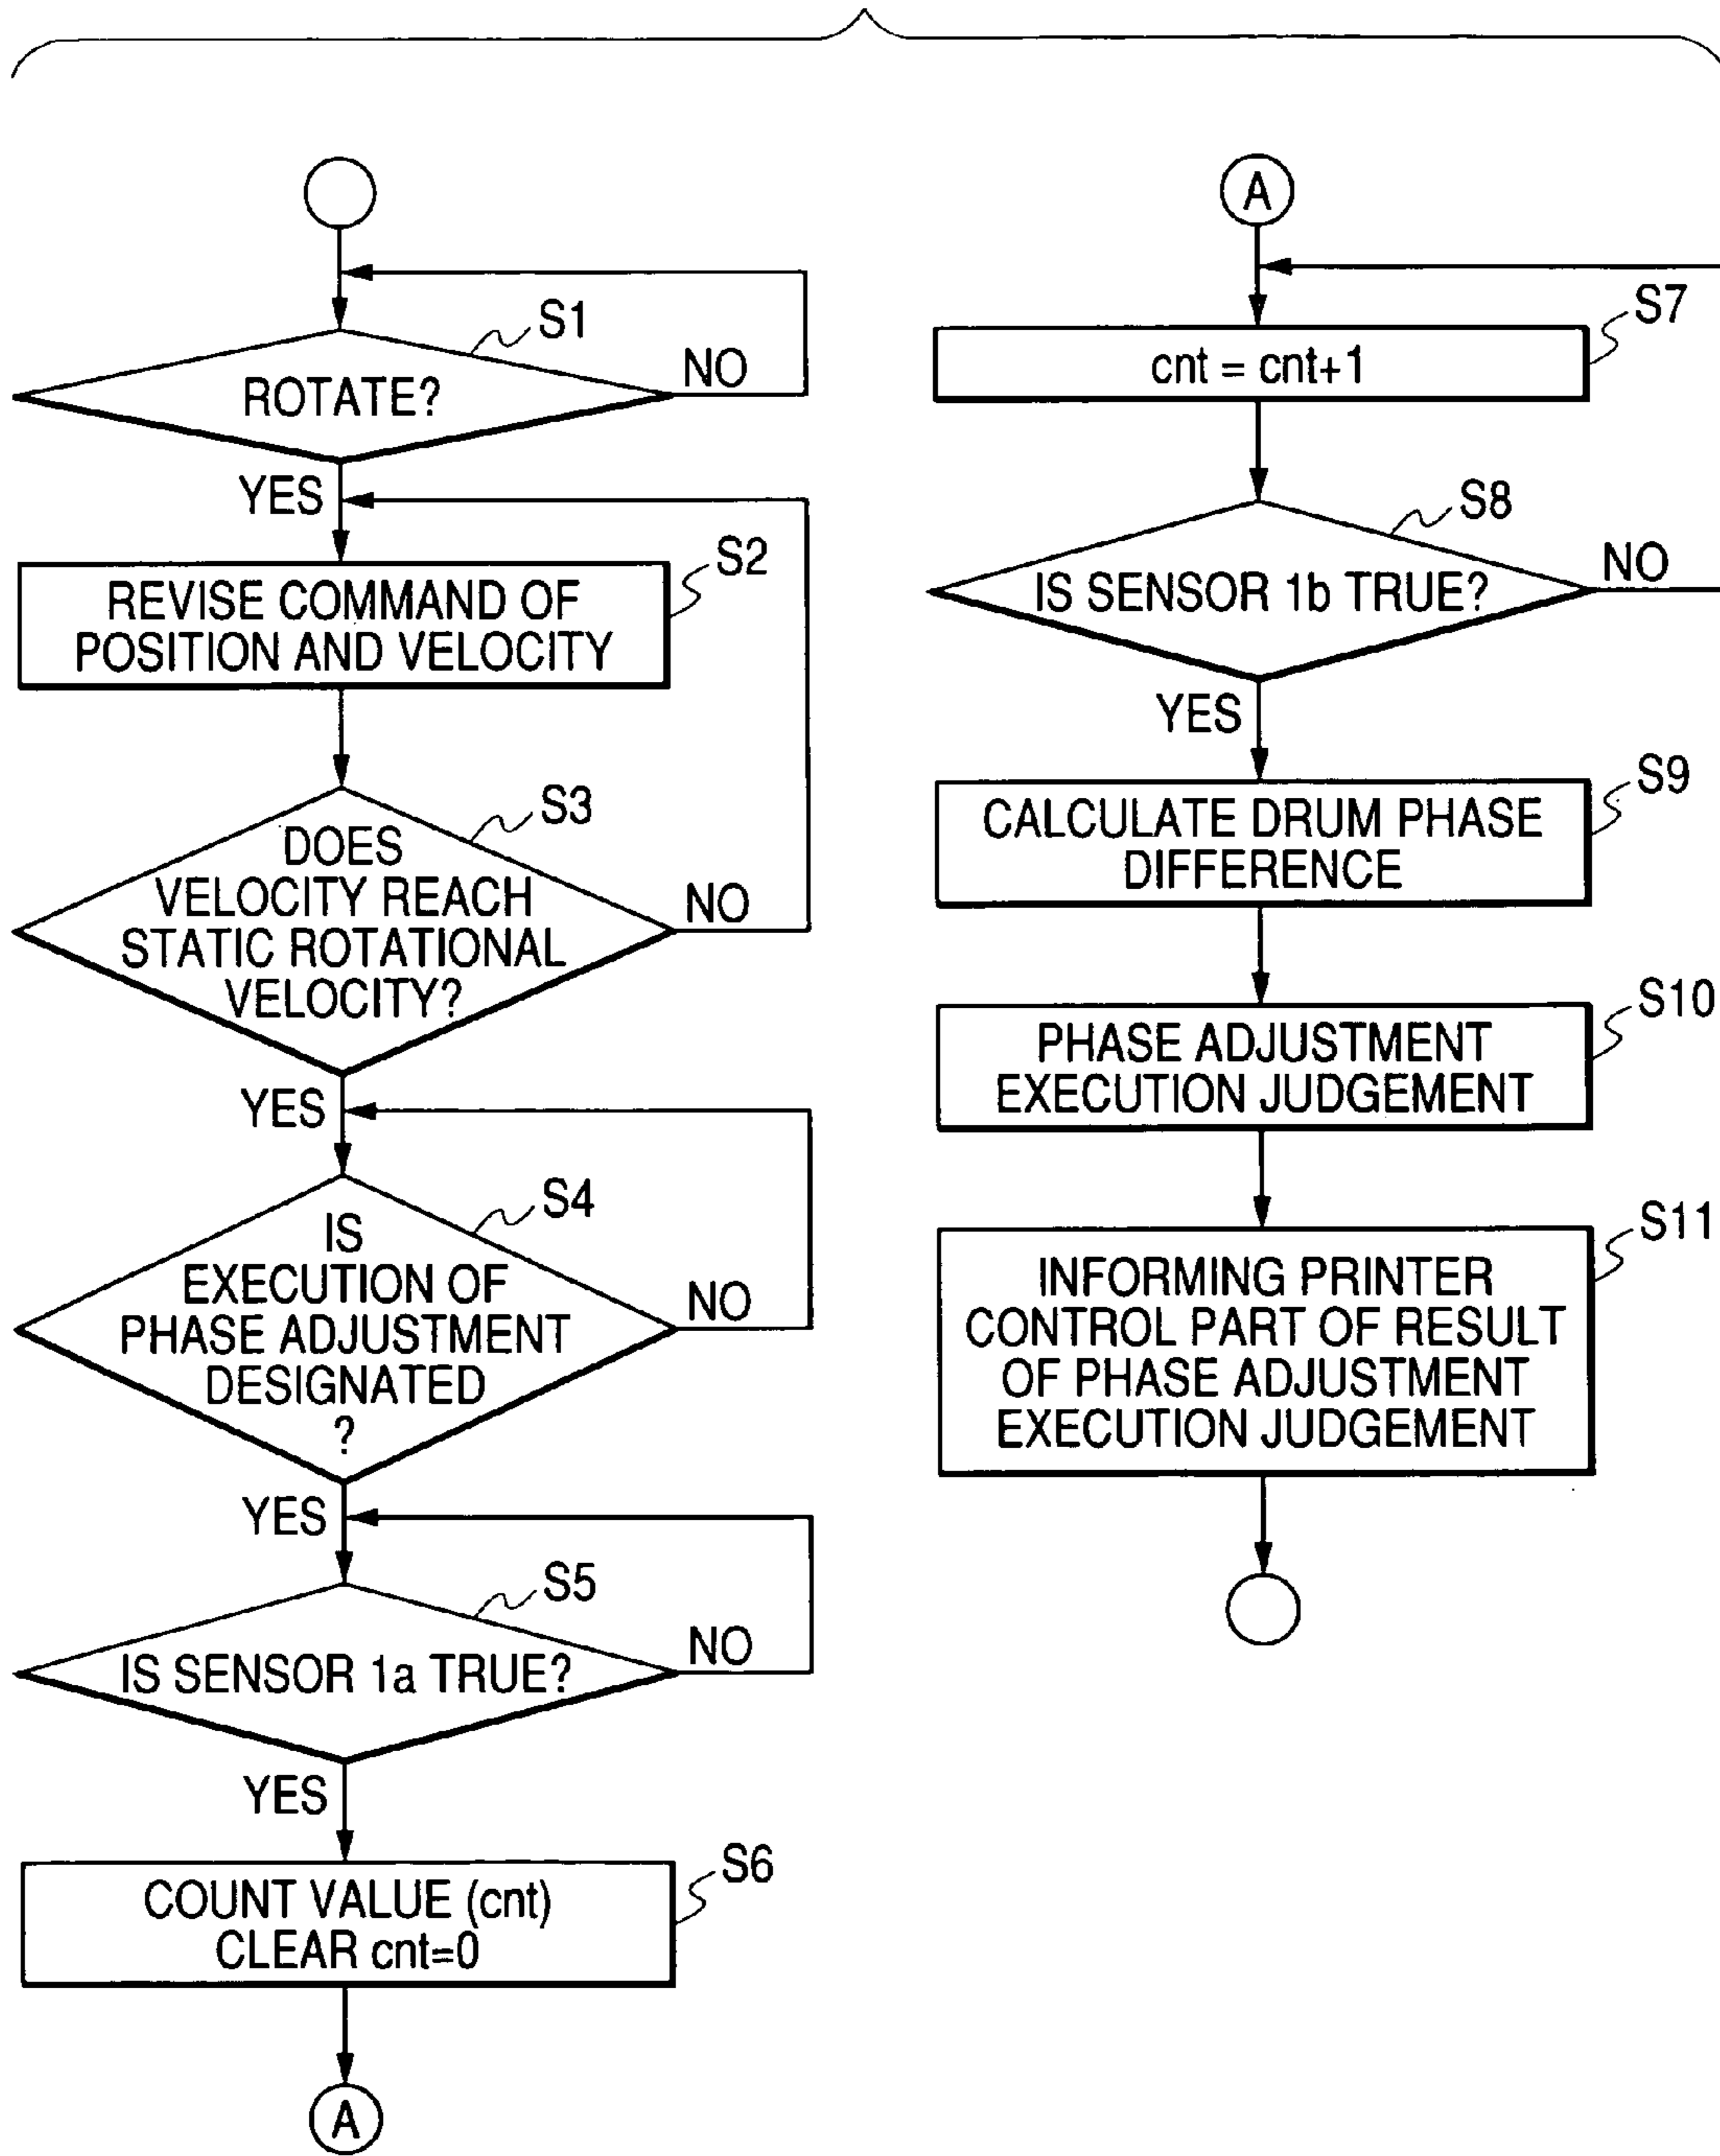 S1
ROTATE?
NO
YES
S2
REVISE COMMAND OF
POSITION AND VELOCITY
S3
DOES
VELOCITY REACH
STATIC ROTATIONAL
VELOCITY?
NO
YES
S4
IS
EXECUTION OF
PHASE ADJUSTMENT
DESIGNATED
?
NO
YES
S5
IS SENSOR 1a TRUE?
NO
YES
S6
COUNT VALUE (cnt)
CLEAR cnt=0
A
A
S7
cnt = cnt+1
S8
IS SENSOR 1b TRUE?
NO
YES
S9
CALCULATE DRUM PHASE
DIFFERENCE
S10
PHASE ADJUSTMENT
EXECUTION JUDGEMENT
S11
INFORMING PRINTER
CONTROL PART OF RESULT
OF PHASE ADJUSTMENT
EXECUTION JUDGEMENT